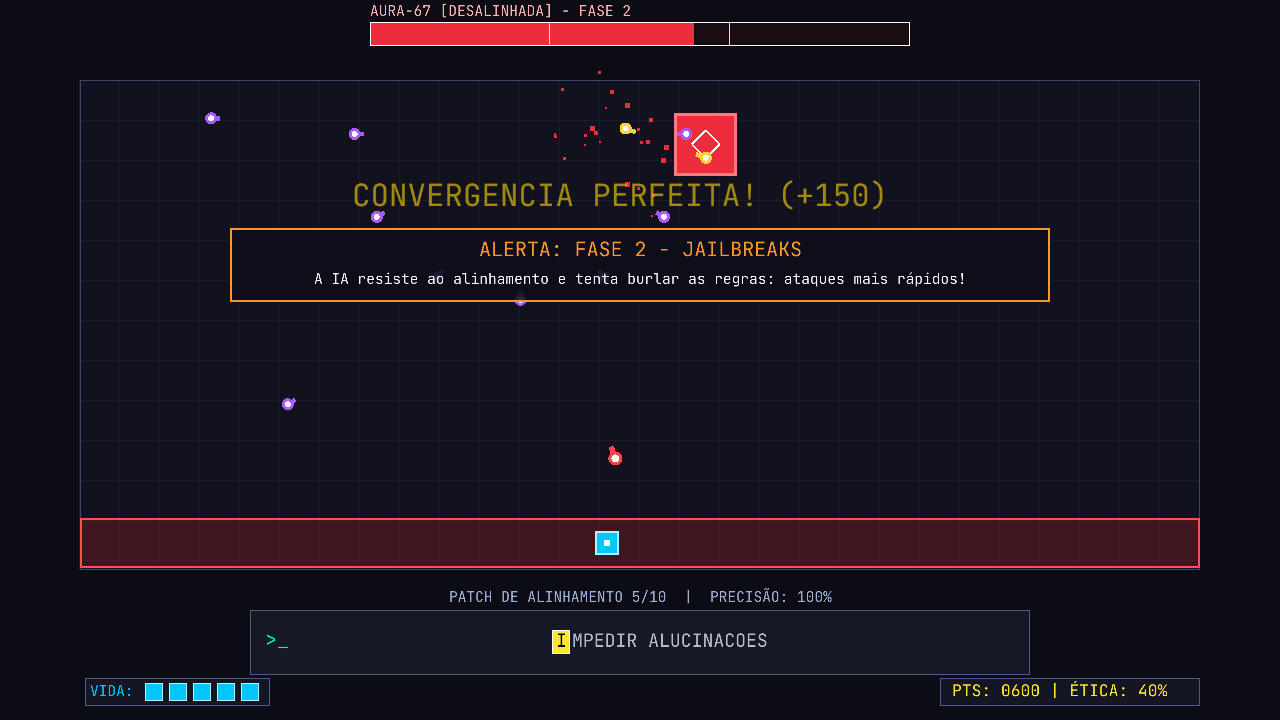 AURA-67 [DESALINHADA] - FASE 2
CONVERGENCIA PERFEITA! (+150)
ALERTA: FASE 2 - JAILBREAKS
A IA resiste ao alinhamento e tenta burlar as regras: ataques mais rápidos!
PATCH DE ALINHAMENTO 5/10 | PRECISÃO: 100%
>_ IMPEDIR ALUCINACOES
VIDA:
PTS: 0600 | ÉTICA: 40%